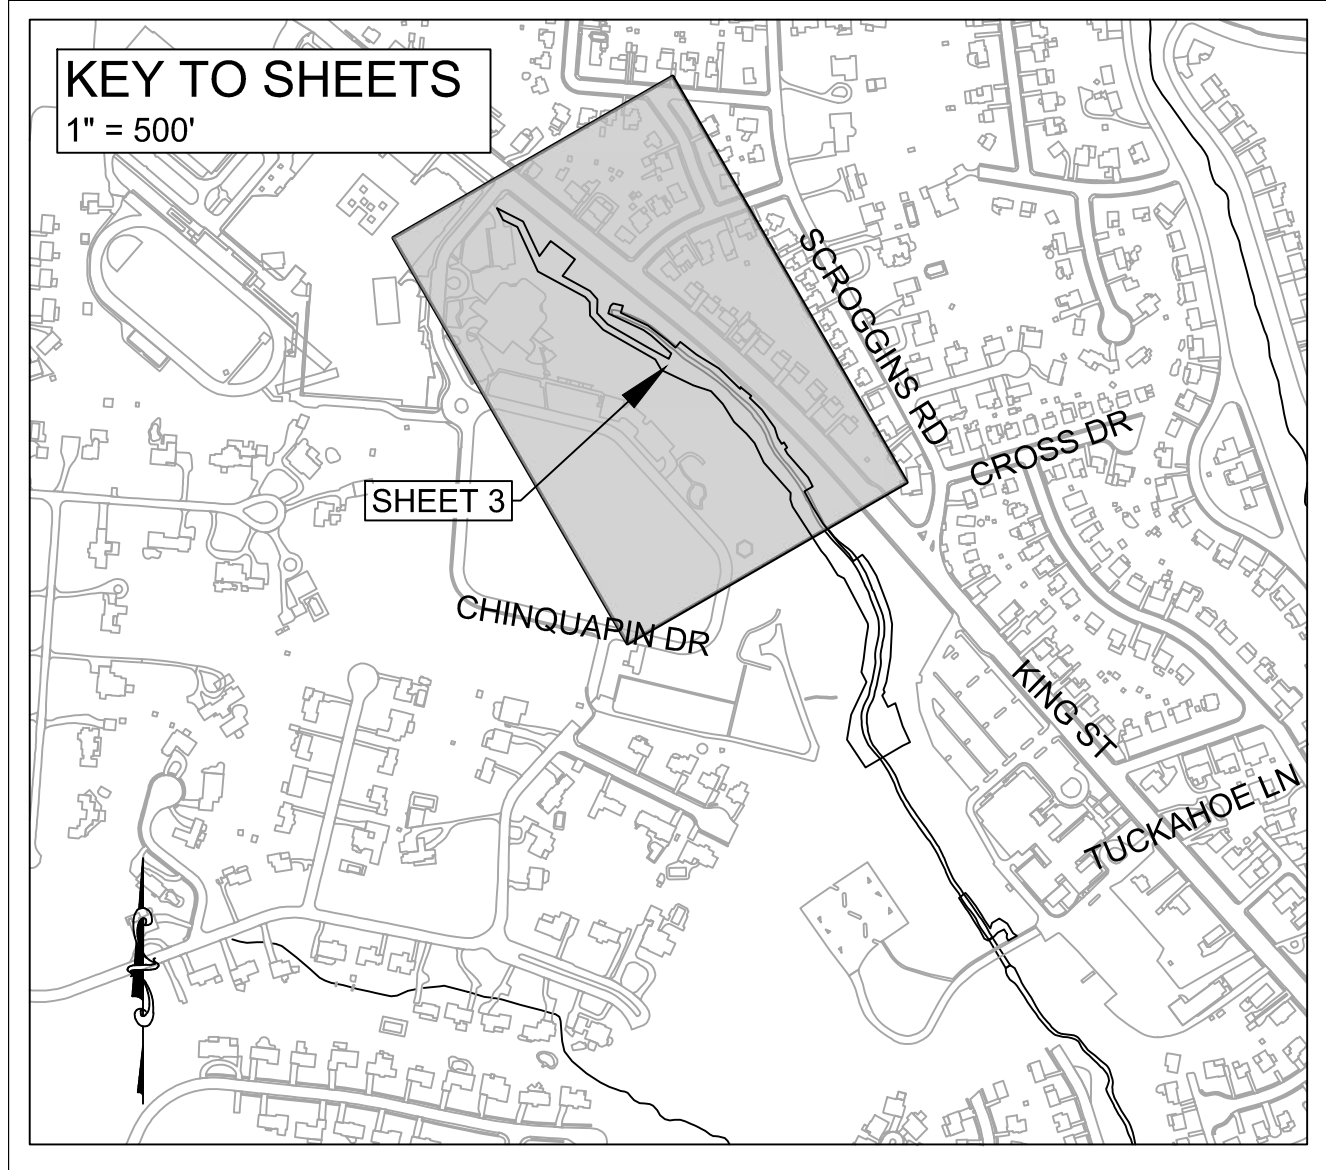 KEY TO SHEETS
1" = 500'
SCROGGINS RD
CROSS DR
SHEET 3
CHINQUAPIN DR
KING ST
TUCKAHOE LN